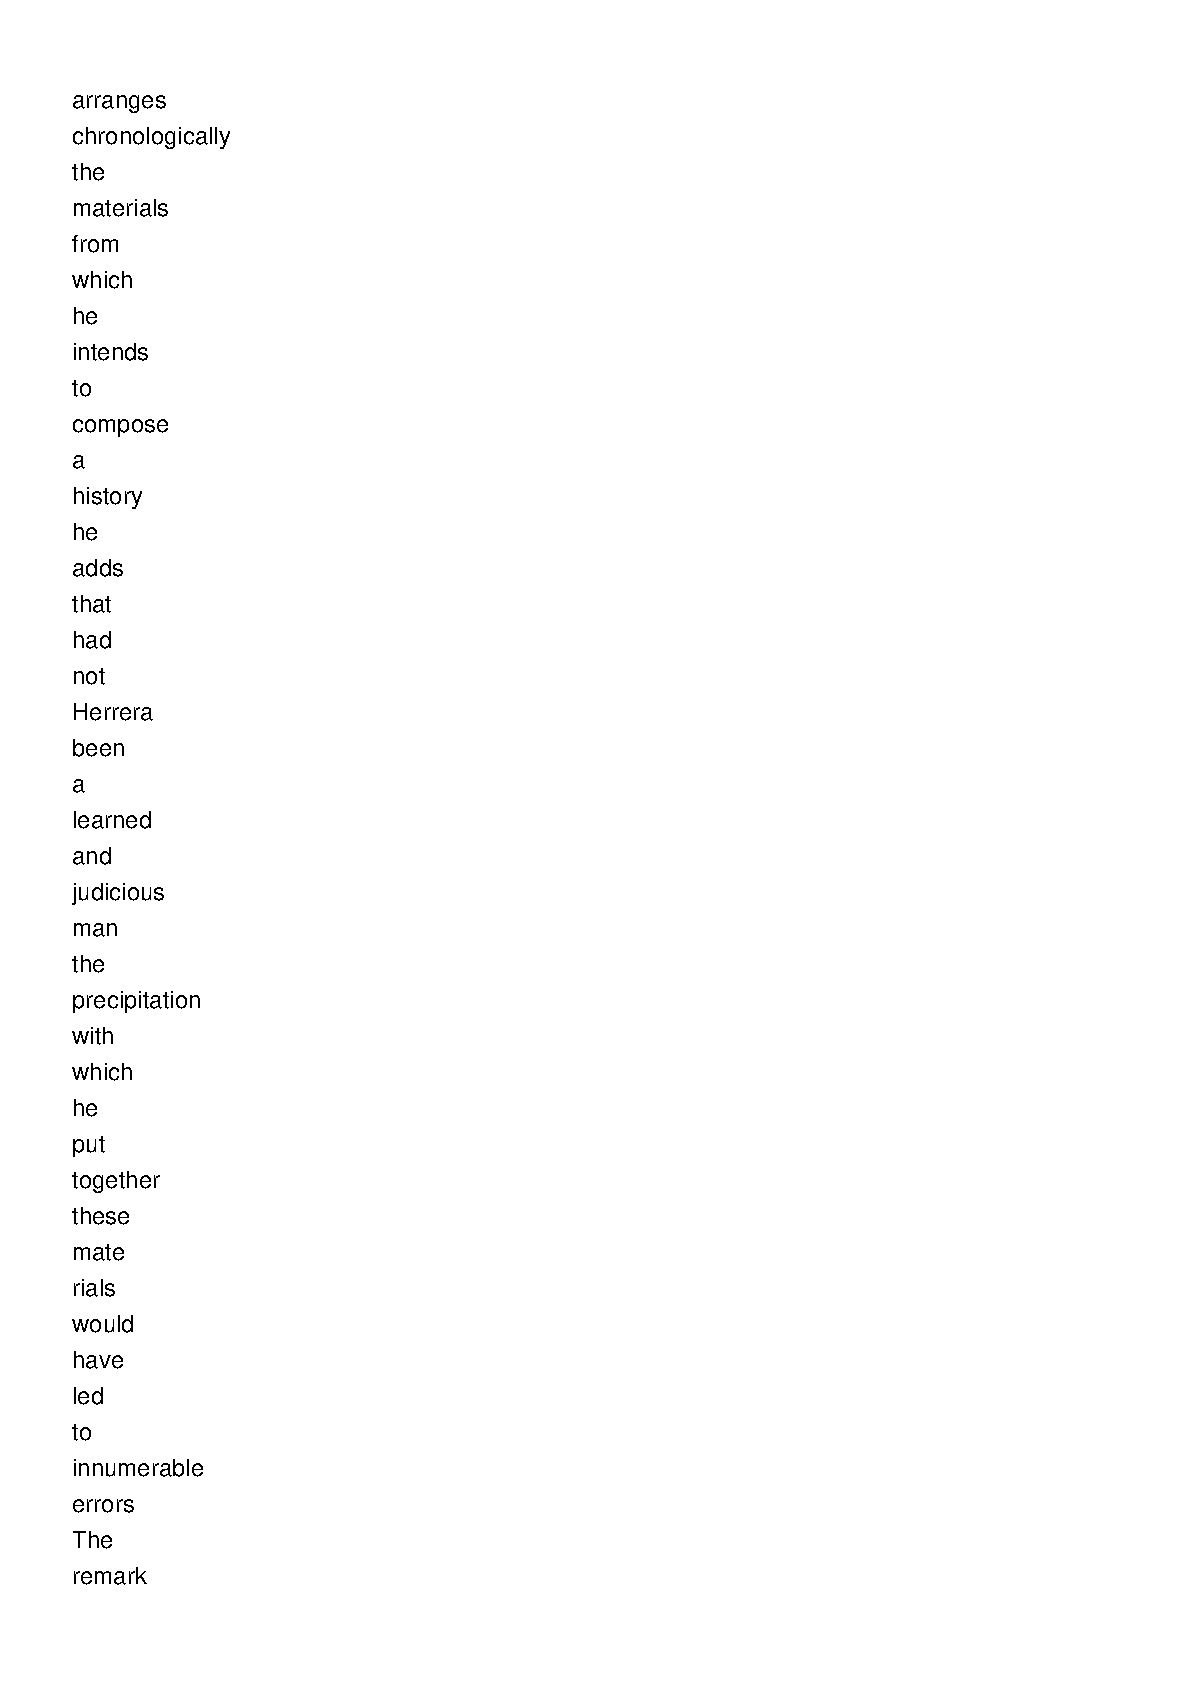 arranges
chronologically
the
materials
from
which
he
intends
to
compose
a
history
he
adds
that
had
not
Herrera
been
a
learned
and
judicious
man
the
precipitation
with
which
he
put
together
these
mate
rials
would
have
led
to
innumerable
errors
The
remark